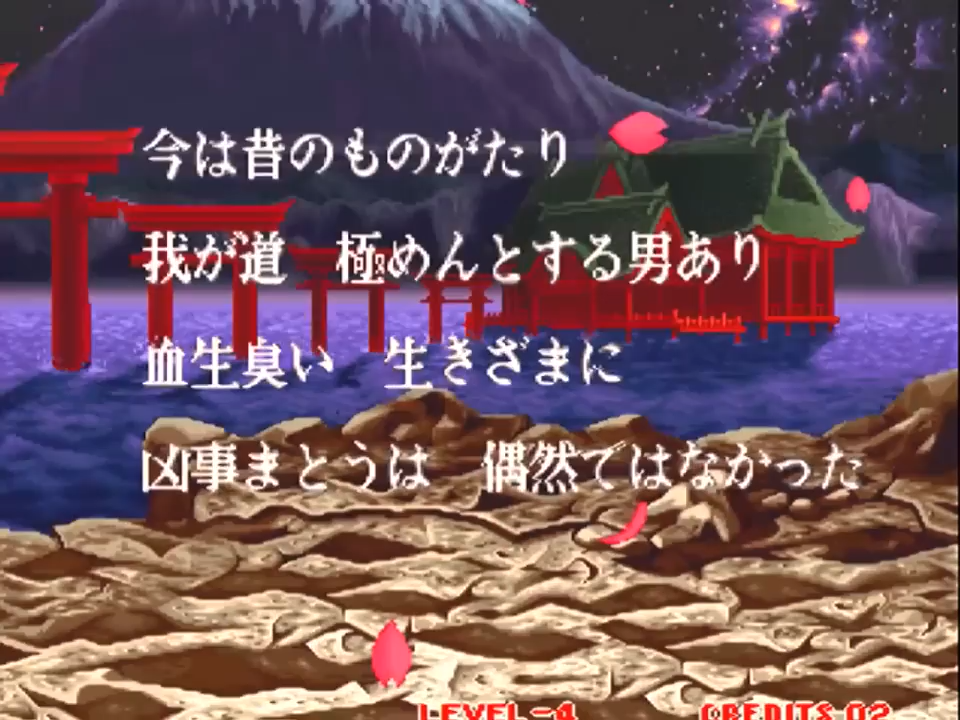 今は昔のものがたり
我が道　極めんとする男あり
血生臭い　生きざまに
凶事まとうは　偶然ではなかった
LEVEL-4 CREDITS 02